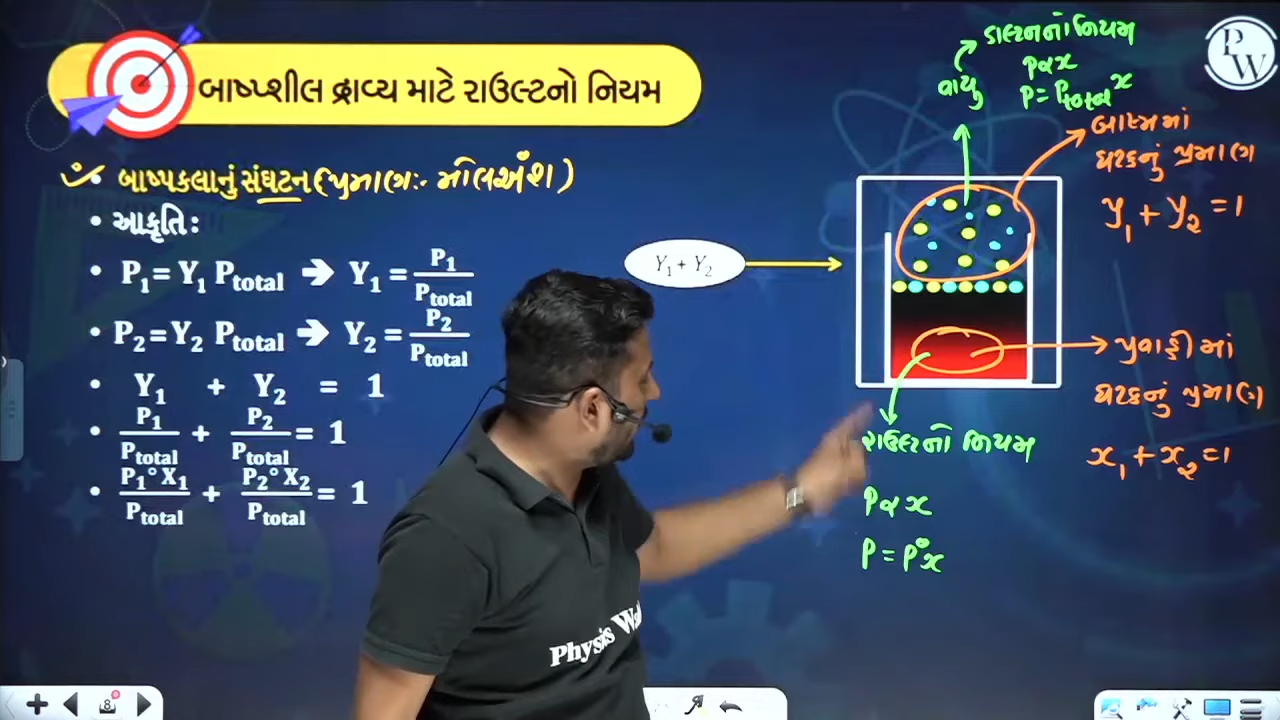 બાષ્પશીલ દ્રાવ્ય માટે રાઉલ્ટનો નિયમ
• બાષ્પકલાનું સંઘટન (પ્રમાણ:- મોલઅંશ)
• આકૃતિ:
• P₁ = Y₁ Ptotal ➔ Y₁ = P₁/Ptotal
• P₂ = Y₂ Ptotal ➔ Y₂ = P₂/Ptotal
• Y₁ + Y₂ = 1
• P₁/Ptotal + P₂/Ptotal = 1
• P₁° X₁/Ptotal + P₂° X₂/Ptotal = 1
Y₁ + Y₂
ડાલ્ટનનો નિયમ
વાયુ
p α x
P = Ptotal x
બાષ્પમાં
ઘટકનું પ્રમાણ
y₁ + y₂ = 1
પ્રવાહીમાં
ઘટકનું પ્રમાણ
x₁ + x₂ = 1
રાઉલ્ટનો નિયમ
P α x
P = P° x
PW
Physics
8